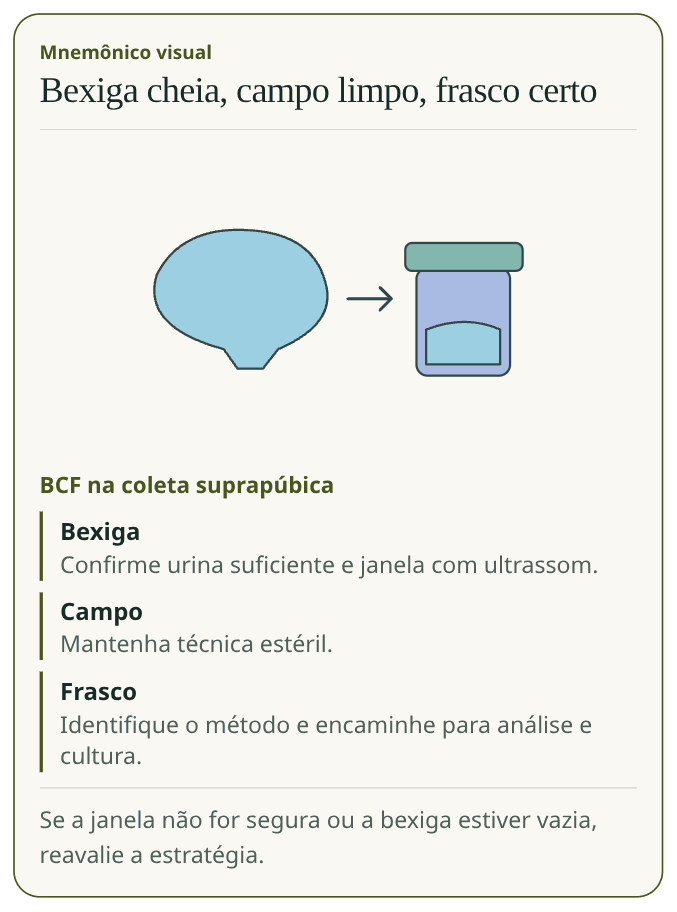 Mnemônico visual
Bexiga cheia, campo limpo, frasco certo
BCF na coleta suprapúbica
Bexiga
Confirme urina suficiente e janela com ultrassom.
Campo
Mantenha técnica estéril.
Frasco
Identifique o método e encaminhe para análise e
cultura.
Se a janela não for segura ou a bexiga estiver vazia,
reavalie a estratégia.